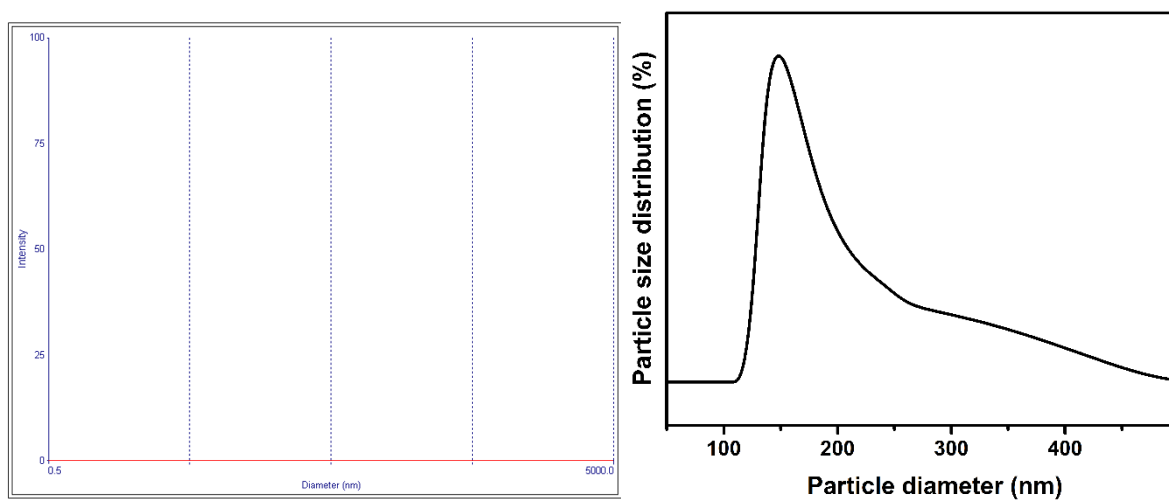 100
75
Intensity
50
25
0
0.5
5000.0
Diameter (nm)
Particle size distribution (%)
100
200
300
400
Particle diameter (nm)